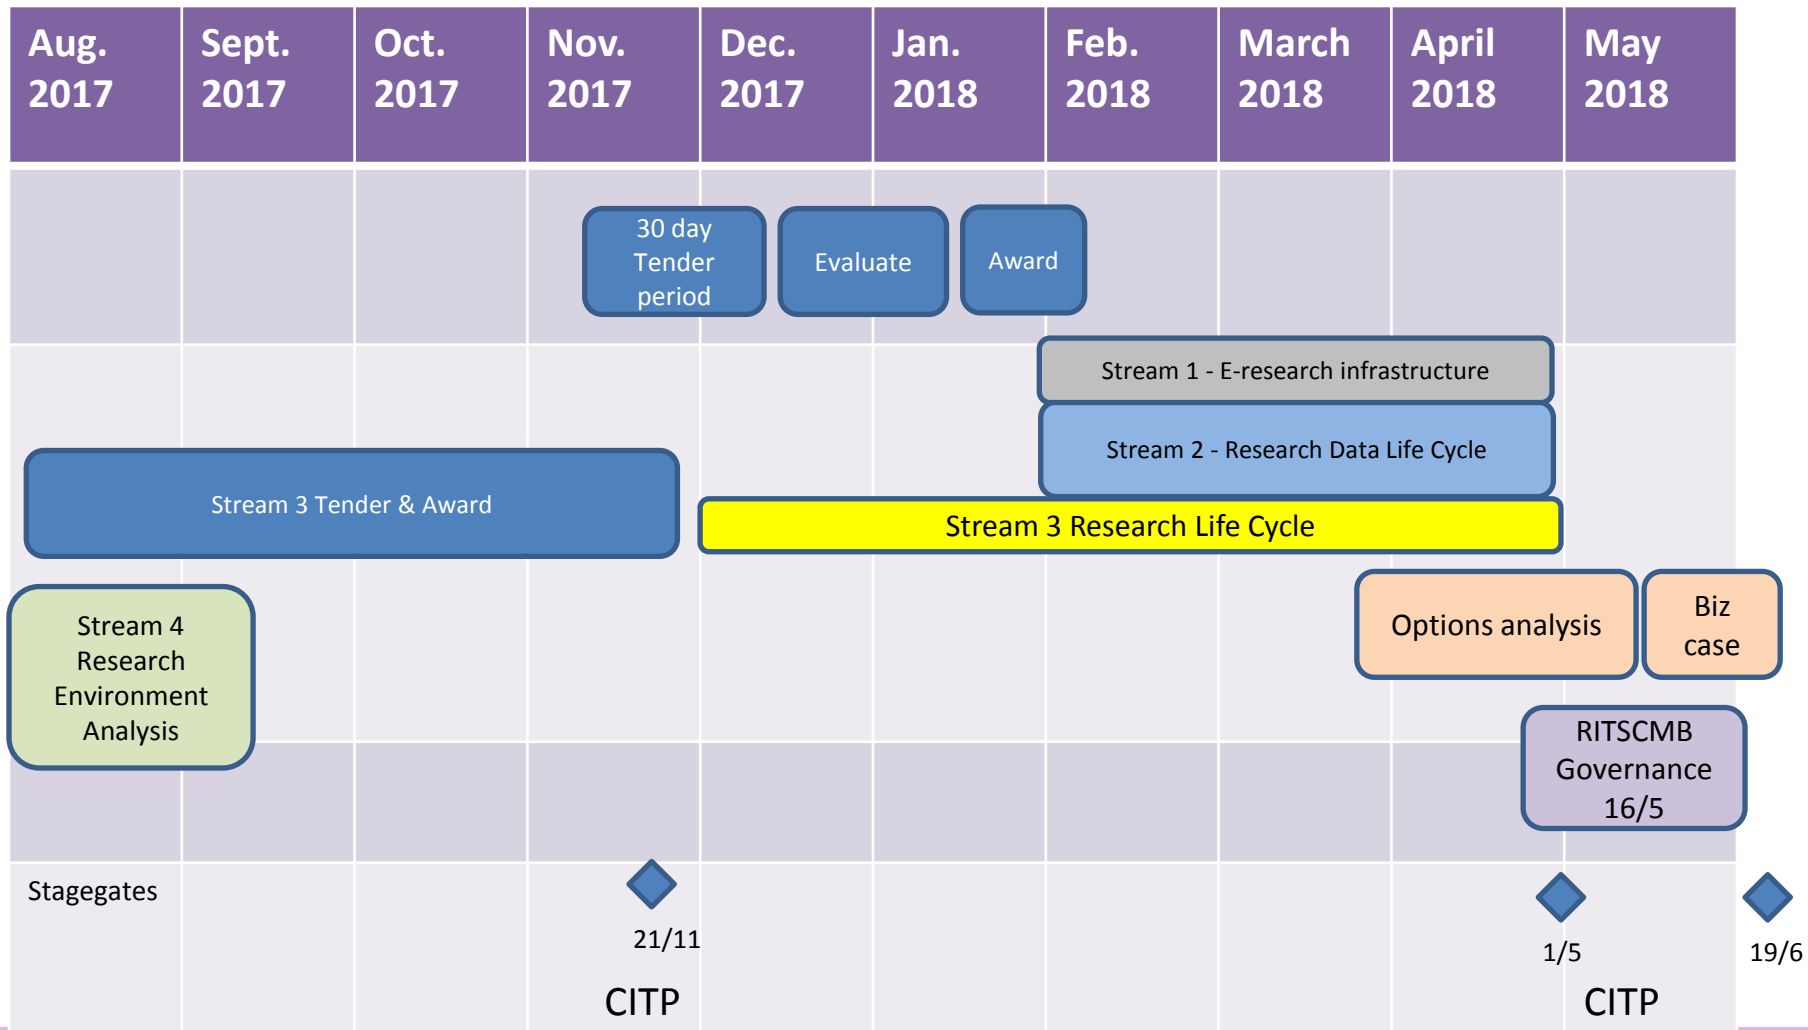 Aug.
2017
Sept.
2017
Oct.
2017
Nov.
2017
Dec.
2017
Jan.
2018
Feb.
2018
March
2018
April
2018
May
2018
30 day
Tender
period
Evaluate
Award
Stream 1 - E-research infrastructure
Stream 2 - Research Data Life Cycle
Stream 3 Tender & Award
Stream 3 Research Life Cycle
Stream 4
Research
Environment
Analysis
Options analysis
Biz
case
RITSCMB
Governance
16/5
Stagegates
21/11
1/5
19/6
CITP
CITP